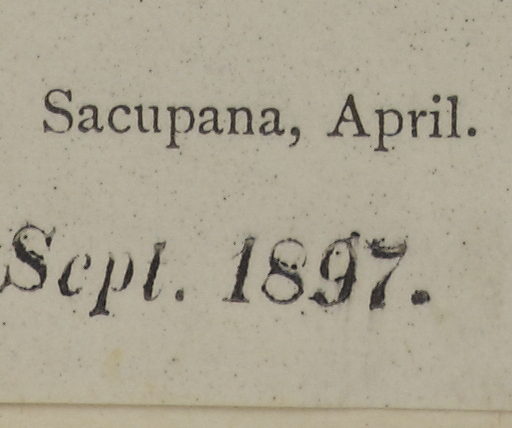 Sacupana, April.
Sept. 1897.